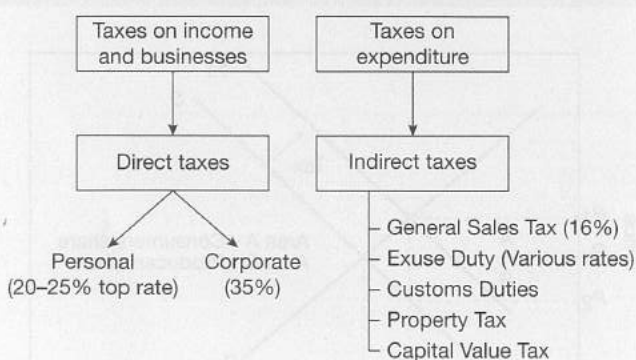 Taxes on income
and businesses
Taxes on
expenditure
Direct taxes
Indirect taxes
Personal
(20–25% top rate)
Corporate
(35%)
General Sales Tax (16%)
Exuse Duty (Various rates)
Customs Duties
Property Tax
Capital Value Tax